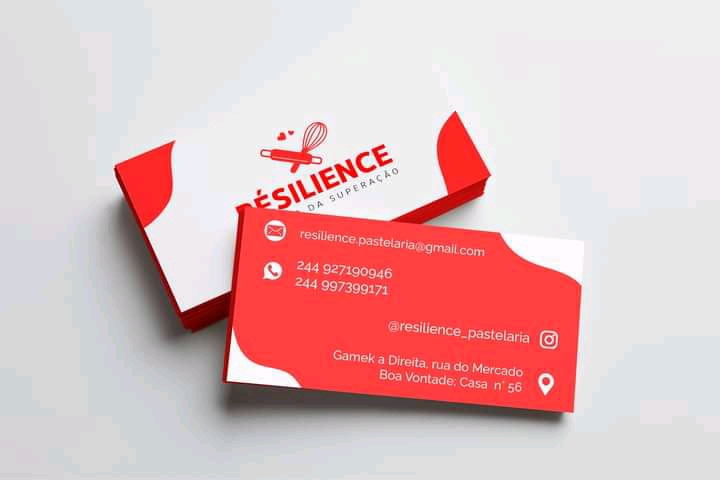 RÉSILIENCE
DA SUPERAÇÃO
resilience.pastelaria@gmail.com
244 927190946
244 997399171
@resilience_pastelaria
Gamek a Direita, rua do Mercado
Boa Vontade; Casa n° 56